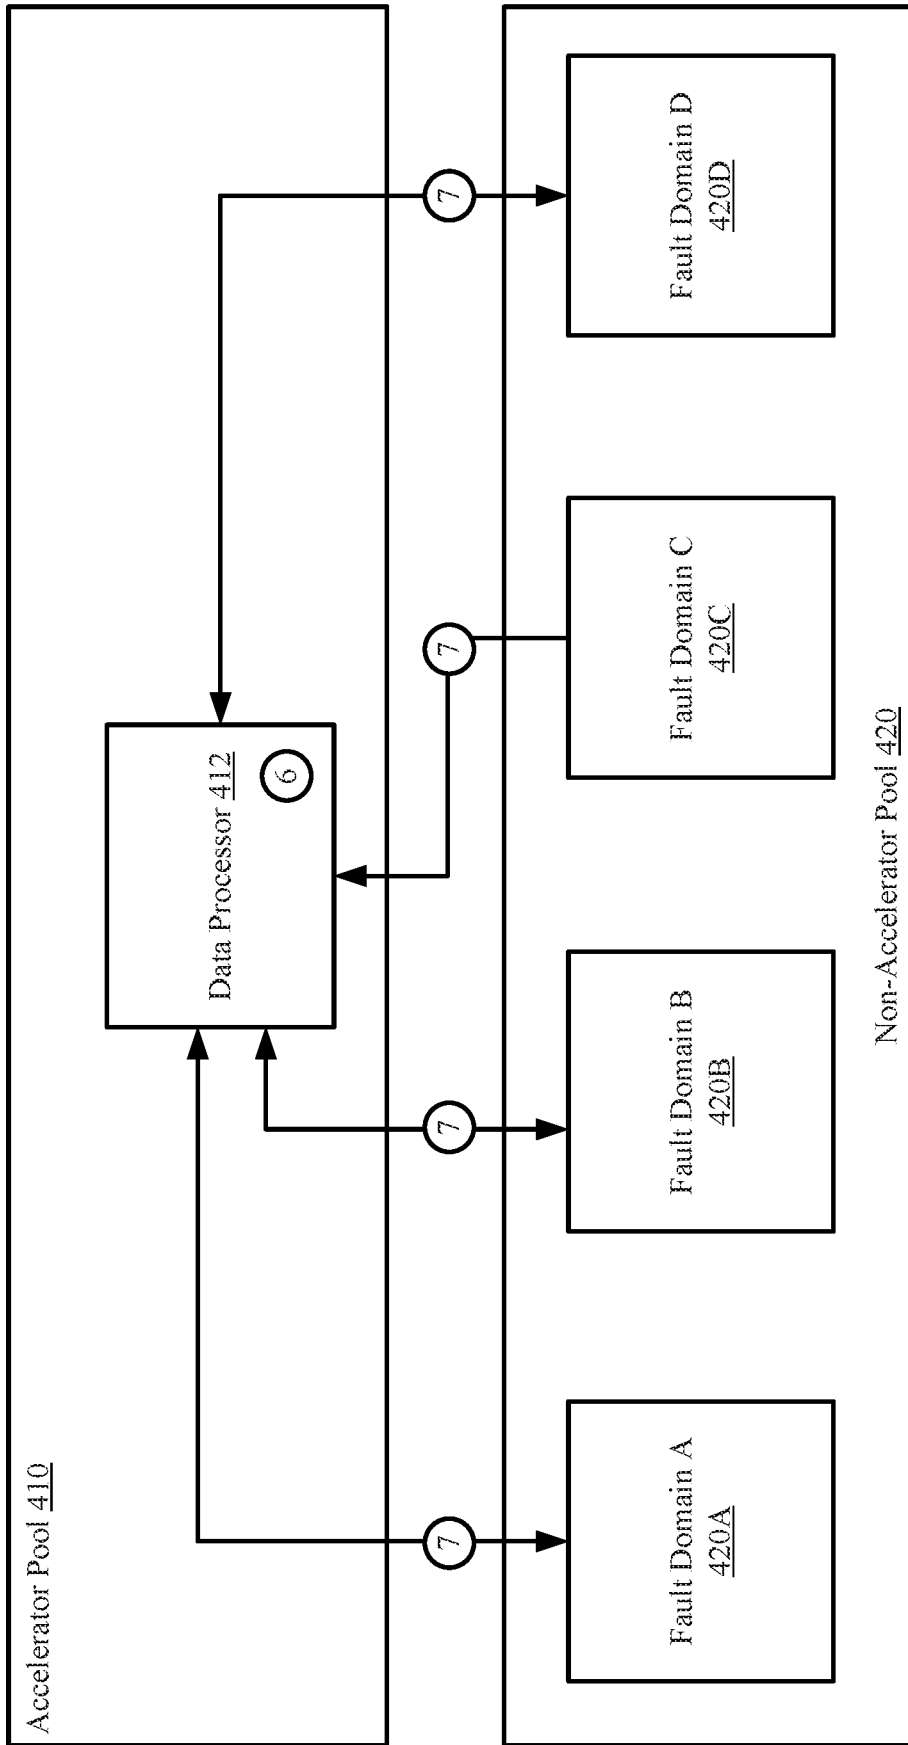 Accelerator Pool 410
Data Processor 412
6
7
7
7
7
Fault Domain A
420A
Fault Domain B
420B
Fault Domain C
420C
Fault Domain D
420D
Non-Accelerator Pool 420